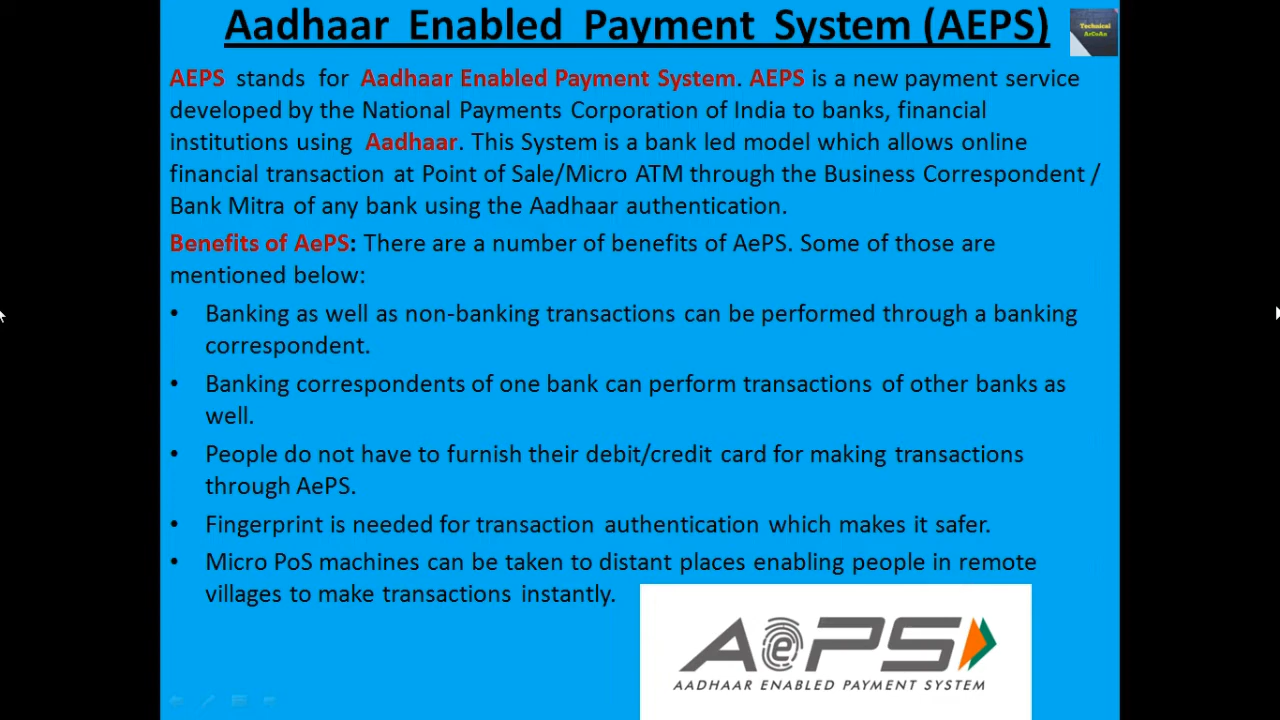 Aadhaar Enabled Payment System (AEPS)
Technical
ArCaAx
AEPS stands for Aadhaar Enabled Payment System. AEPS is a new payment service
developed by the National Payments Corporation of India to banks, financial
institutions using Aadhaar. This System is a bank led model which allows online
financial transaction at Point of Sale/Micro ATM through the Business Correspondent /
Bank Mitra of any bank using the Aadhaar authentication.
Benefits of AePS: There are a number of benefits of AePS. Some of those are
mentioned below:
• Banking as well as non-banking transactions can be performed through a banking
correspondent.
• Banking correspondents of one bank can perform transactions of other banks as
well.
• People do not have to furnish their debit/credit card for making transactions
through AePS.
• Fingerprint is needed for transaction authentication which makes it safer.
• Micro PoS machines can be taken to distant places enabling people in remote
villages to make transactions instantly.
AePS
AADHAAR ENABLED PAYMENT SYSTEM